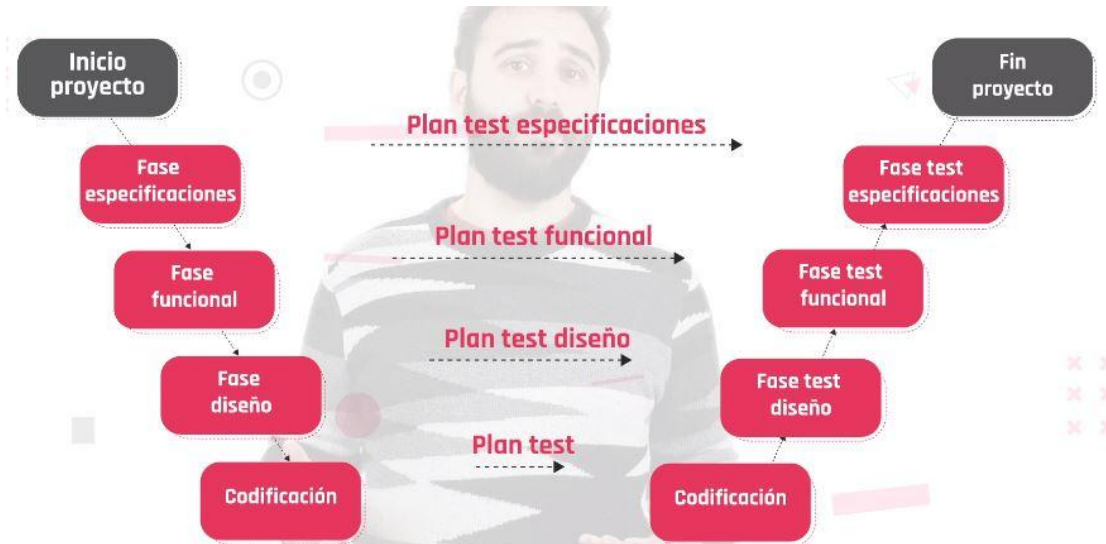 Inicio
proyecto
Fin
proyecto
Plan test especificaciones
Fase
especificaciones
Fase test
especificaciones
Plan test funcional
Fase
funcional
Fase test
funcional
Plan test diseño
Fase
diseño
Fase test
diseño
Plan test
Codificación
Codificación